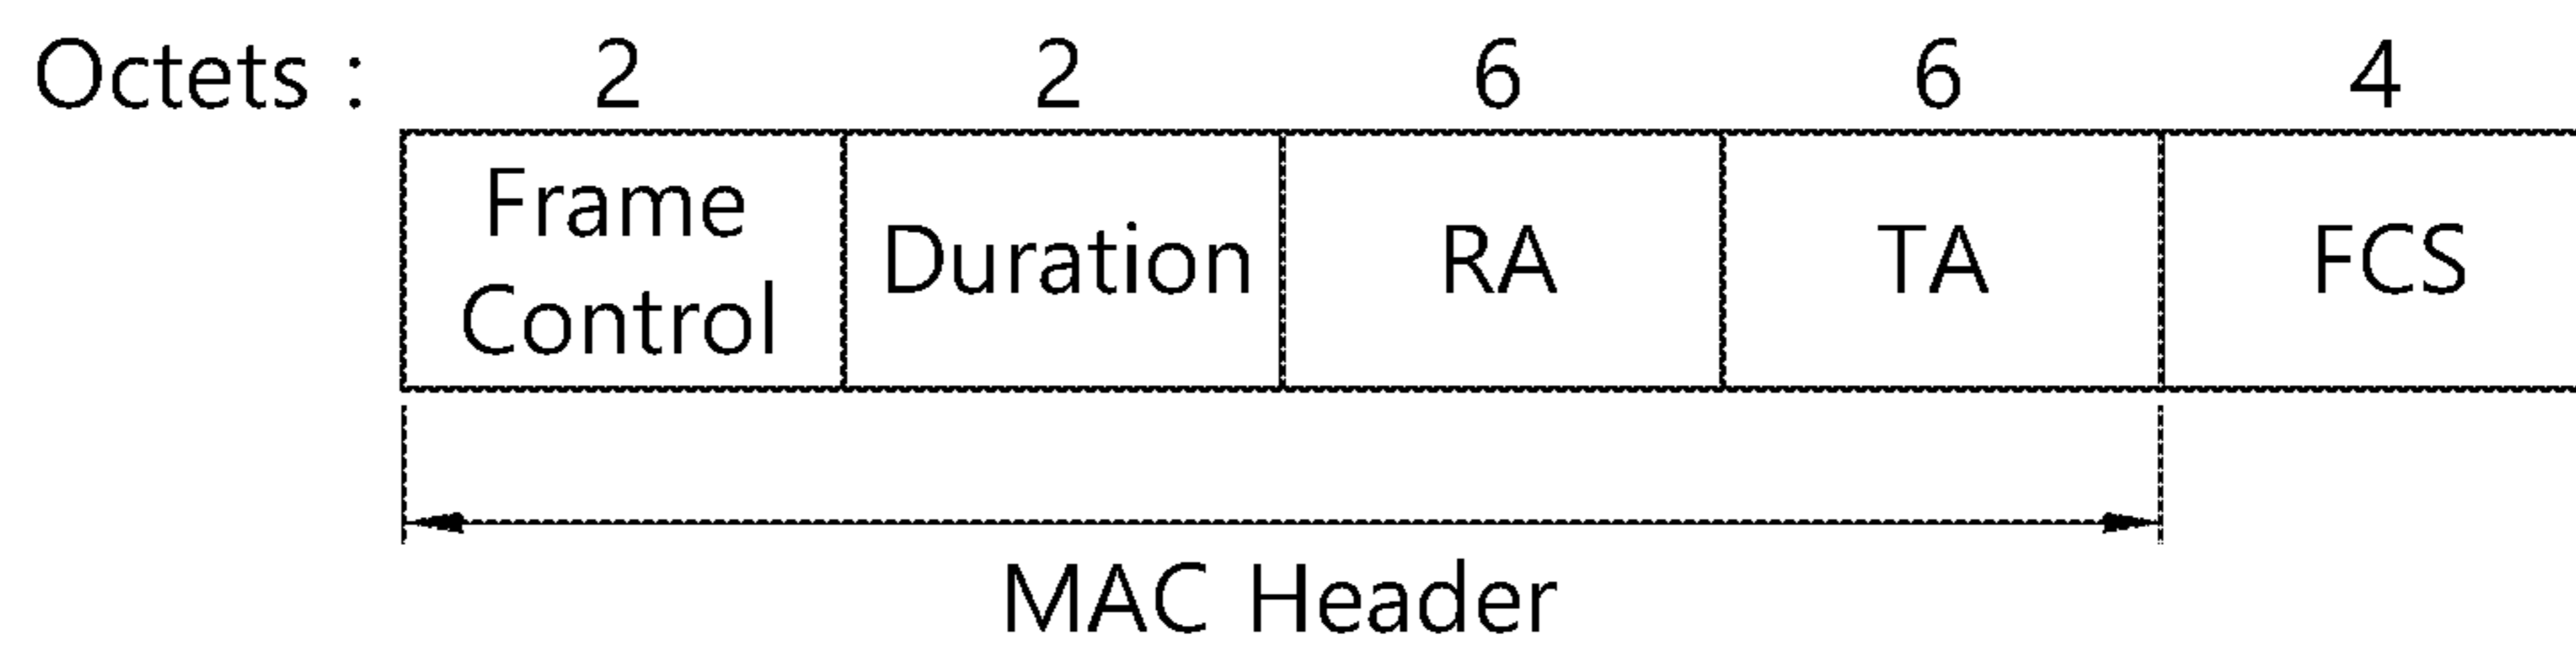 Octets : 2 2 6 6 4
Frame Control
Duration
RA
TA
FCS
MAC Header